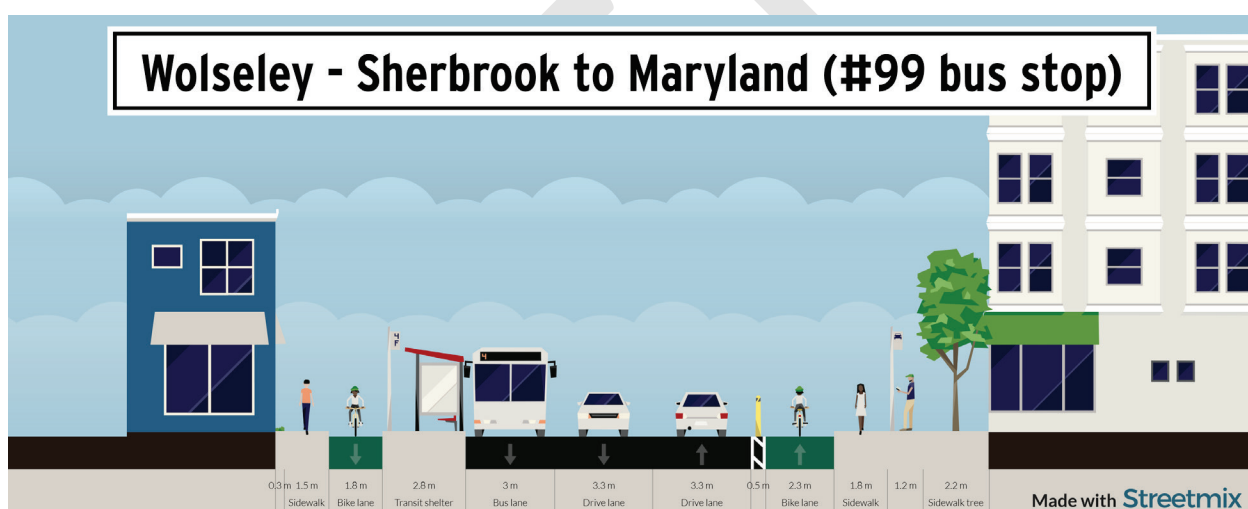 Wolseley - Sherbrook to Maryland (#99 bus stop)
4
0.3 m 1.5 m 1.8 m 2.8 m 3 m 3.3 m 3.3 m 0.5 m 2.3 m 1.8 m 1.2 m 2.2 m
Sidewalk Bike lane Transit shelter Bus lane Drive lane Drive lane Bike lane Sidewalk Sidewalk tree
Made with Streetmix